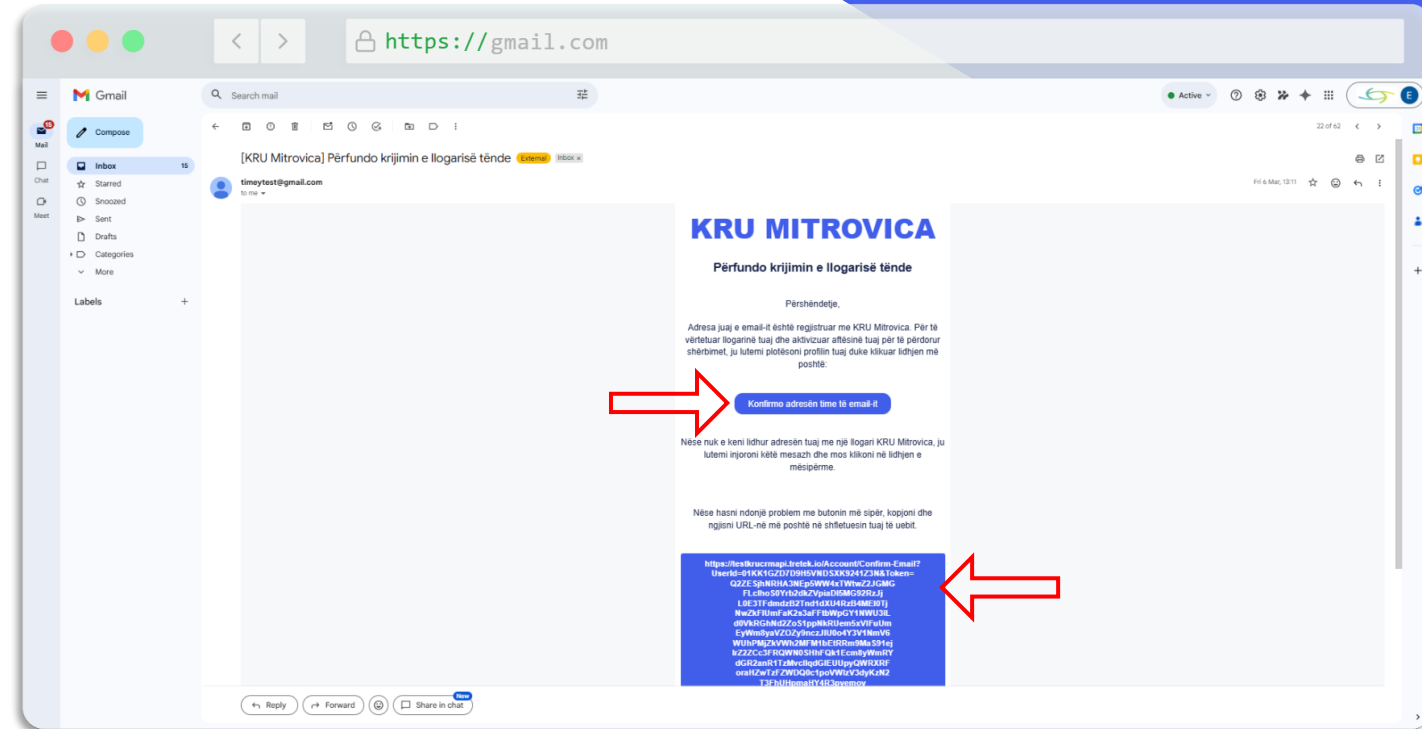 https://gmail.com
Gmail
Search mail
Active
E
15
Mail
Compose
22 of 62
[KRU Mitrovica] Përfundo krijimin e llogarisë tënde External Inbox x
Inbox 15
Chat
Starred
timeytest@gmail.com
Fri 6 Mar, 13:11
to me
Snoozed
Meet
Sent
Drafts
Categories
More
Labels
KRU MITROVICA
Përfundo krijimin e llogarisë tënde
Përshëndetje,
Adresa juaj e email-it është regjistruar me KRU Mitrovica. Për të
vërtetuar llogarinë tuaj dhe aktivizuar aftësinë tuaj për të përdorur
shërbimet, ju lutemi plotësoni profilin tuaj duke klikuar lidhjen më
poshtë:
Konfirmo adresën time të email-it
Nëse nuk e keni lidhur adresën tuaj me një llogari KRU Mitrovica, ju
lutemi injoroni këtë mesazh dhe mos klikoni në lidhjen e
mësipërme.
Nëse hasni ndonjë problem me butonin më sipër, kopjoni dhe
ngjisni URL-në më poshtë në shfletuesin tuaj të uebit.
https://testkrucrmapi.tretek.io/Account/Confirm-Email?
Reply
Forward
Share in chat
New